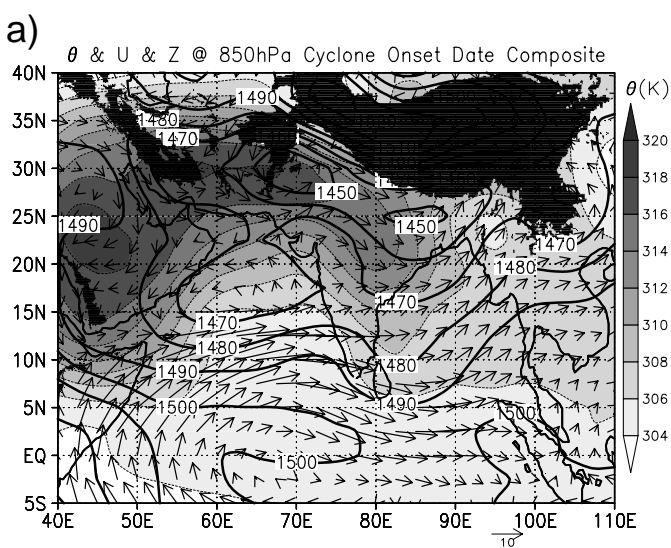 a)
θ & U & Z @ 850hPa Cyclone Onset Date Composite
40N
35N
30N
25N
20N
15N
10N
5N
EQ
5S
40E 50E 60E 70E 80E 90E 100E 110E
10
θ(K)
320
318
316
314
312
310
308
306
304
1490
1480
1470
1450
1490
1450
1470
1480
1470
1470
1480
1480
1490
1490
1500
1500
1500